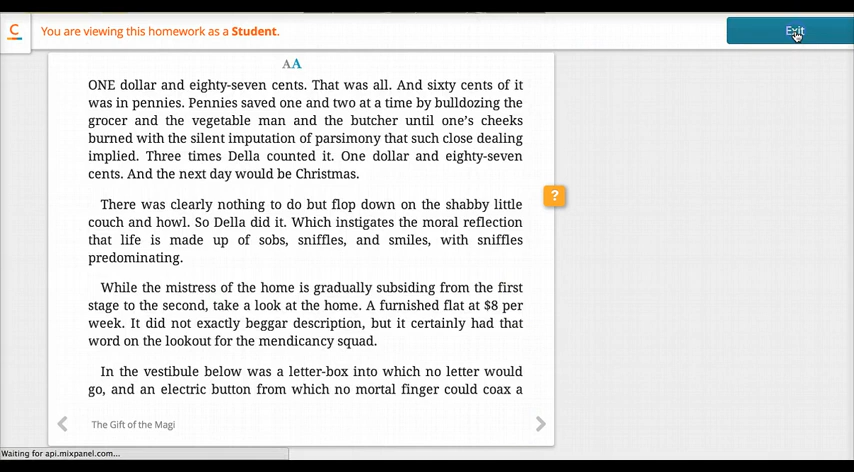 C
You are viewing this homework as a Student.
Exit
AA
ONE dollar and eighty-seven cents. That was all. And sixty cents of it
was in pennies. Pennies saved one and two at a time by bulldozing the
grocer and the vegetable man and the butcher until one’s cheeks
burned with the silent imputation of parsimony that such close dealing
implied. Three times Della counted it. One dollar and eighty-seven
cents. And the next day would be Christmas.
There was clearly nothing to do but flop down on the shabby little
couch and howl. So Della did it. Which instigates the moral reflection
that life is made up of sobs, sniffles, and smiles, with sniffles
predominating.
?
While the mistress of the home is gradually subsiding from the first
stage to the second, take a look at the home. A furnished flat at $8 per
week. It did not exactly beggar description, but it certainly had that
word on the lookout for the mendicancy squad.
In the vestibule below was a letter-box into which no letter would
go, and an electric button from which no mortal finger could coax a
The Gift of the Magi
Waiting for api.mixpanel.com...